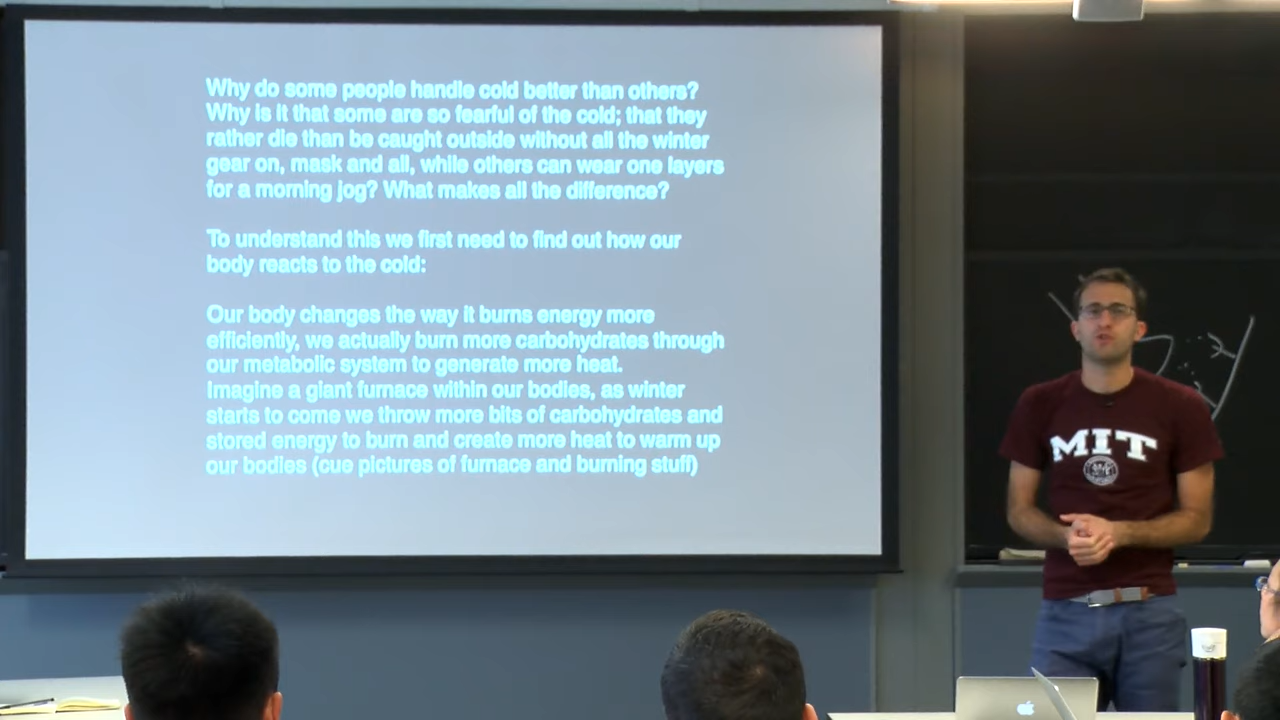 Why do some people handle cold better than others?
Why is it that some are so fearful of the cold; that they
rather die than be caught outside without all the winter
gear on, mask and all, while others can wear one layers
for a morning jog? What makes all the difference?
To understand this we first need to find out how our
body reacts to the cold:
Our body changes the way it burns energy more
efficiently, we actually burn more carbohydrates through
our metabolic system to generate more heat.
Imagine a giant furnace within our bodies, as winter
starts to come we throw more bits of carbohydrates and
stored energy to burn and create more heat to warm up
our bodies (cue pictures of furnace and burning stuff)
MIT